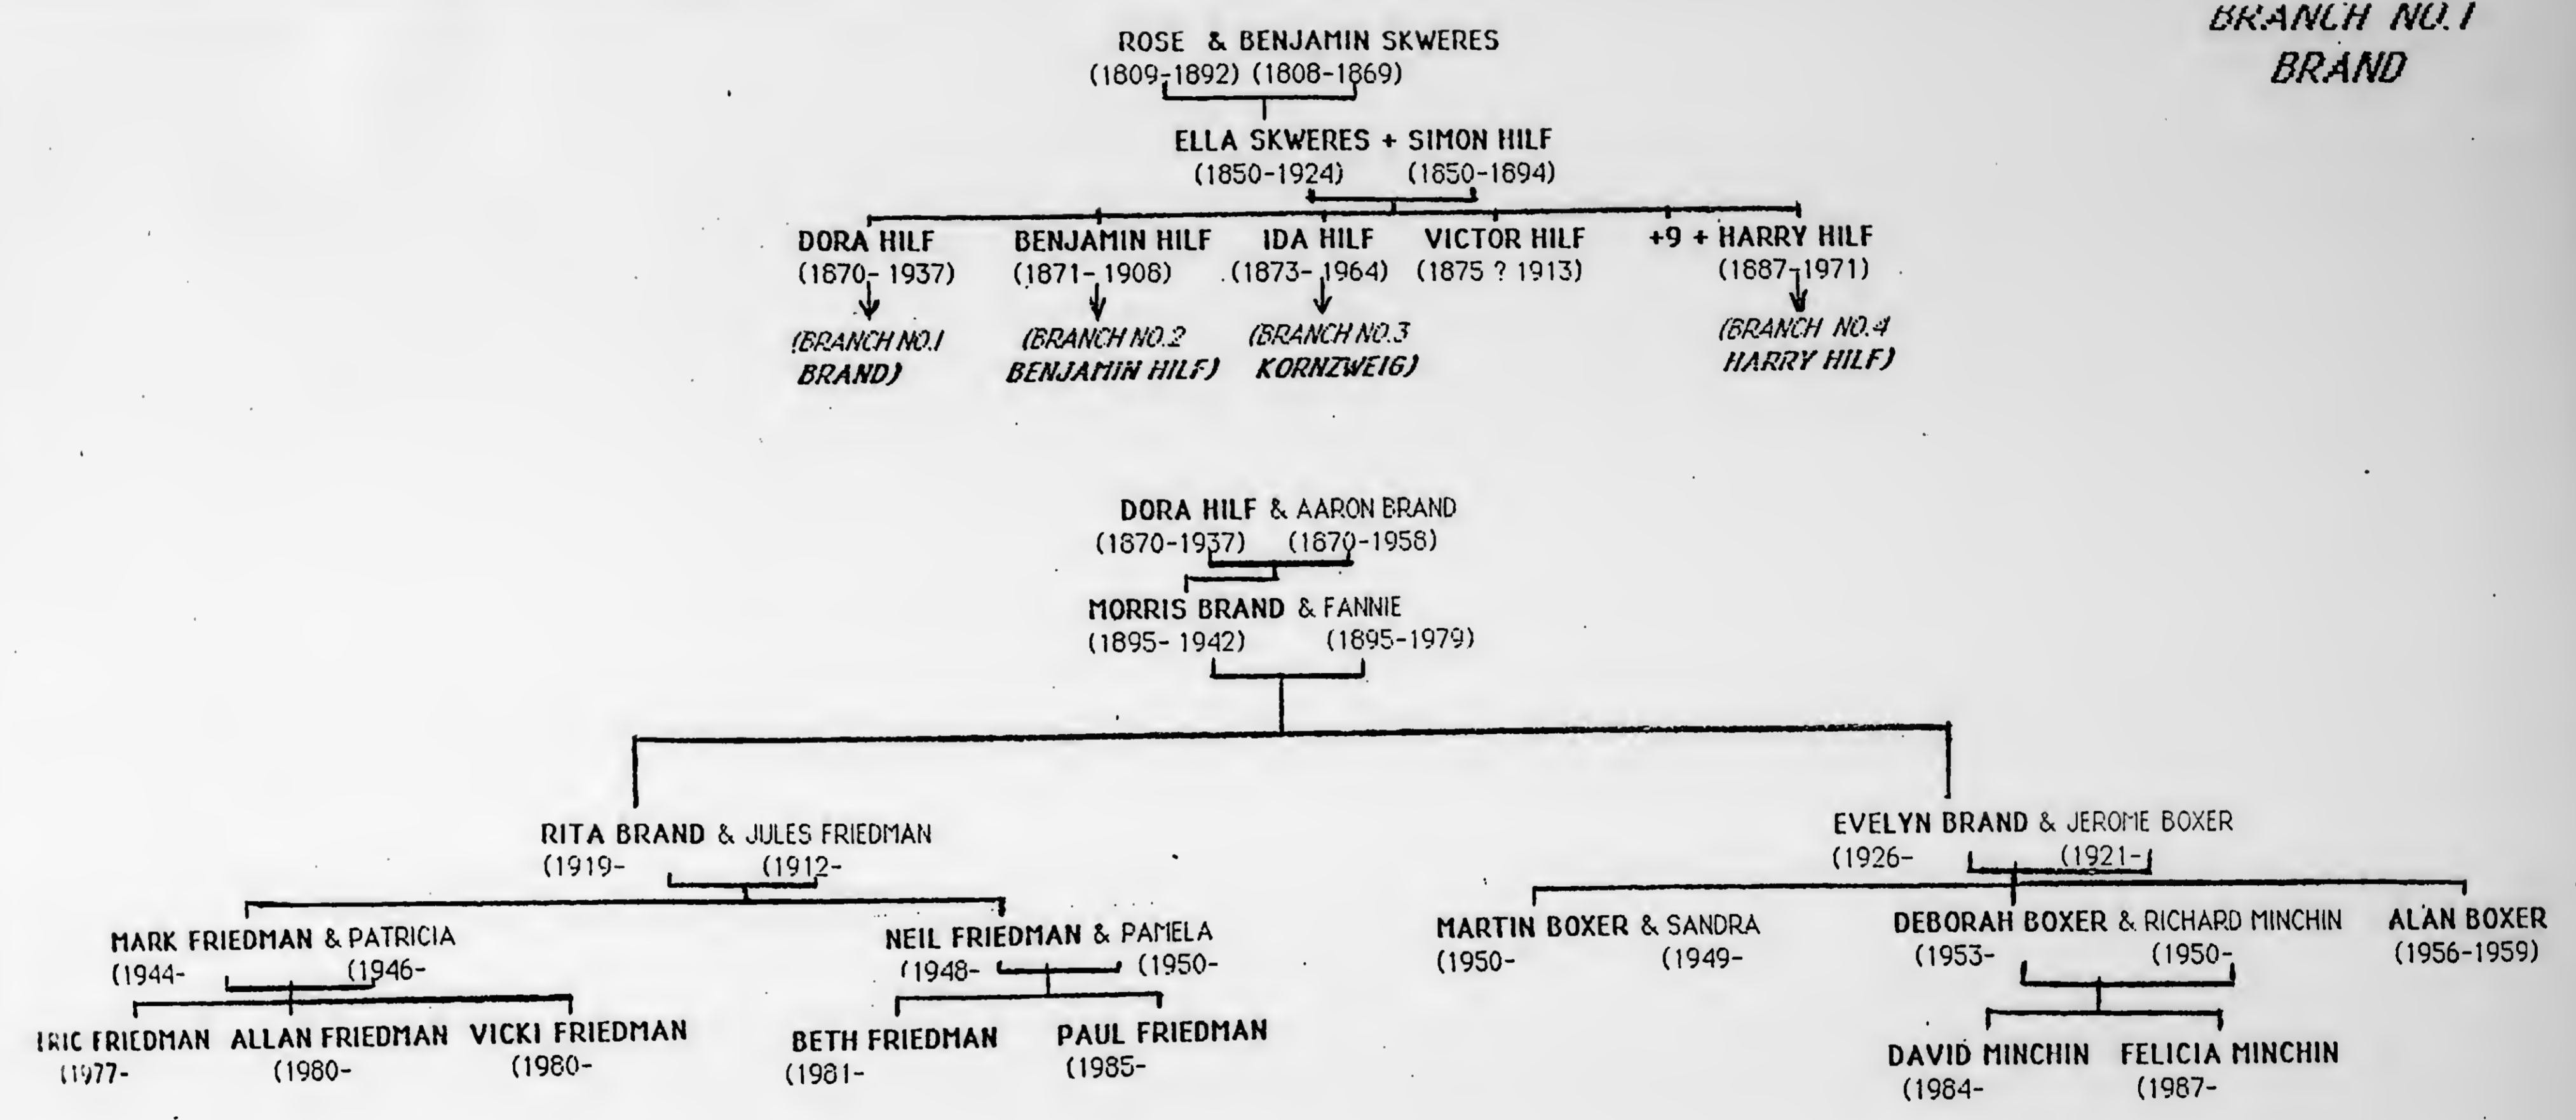 BRANCH NO.1
BRAND
ROSE & BENJAMIN SKWERES
(1809-1892) (1808-1869)
ELLA SKWERES + SIMON HILF
(1850-1924) (1850-1894)
DORA HILF BENJAMIN HILF IDA HILF VICTOR HILF +9 + HARRY HILF
(1870- 1937) (1871- 1908) (1873- 1964) (1875 ? 1913) (1887-1971)
(BRANCH NO.1 (BRANCH NO.2 (BRANCH NO.3 (BRANCH NO.4
BRAND) BENJAMIN HILF) KORNZWEIG) HARRY HILF)
DORA HILF & AARON BRAND
(1870-1937) (1870-1958)
MORRIS BRAND & FANNIE
(1895- 1942) (1895-1979)
RITA BRAND & JULES FRIEDMAN EVELYN BRAND & JEROME BOXER
(1919- (1912- (1926- (1921-
MARK FRIEDMAN & PATRICIA NEIL FRIEDMAN & PAMELA MARTIN BOXER & SANDRA DEBORAH BOXER & RICHARD MINCHIN ALAN BOXER
(1944- (1946- (1948- (1950- (1950- (1949- (1953- (1950- (1956-1959)
FRIEDMAN ALLAN FRIEDMAN VICKI FRIEDMAN BETH FRIEDMAN PAUL FRIEDMAN DAVID MINCHIN FELICIA MINCHIN
(1977- (1980- (1980- (1981- (1985- (1984- (1987-